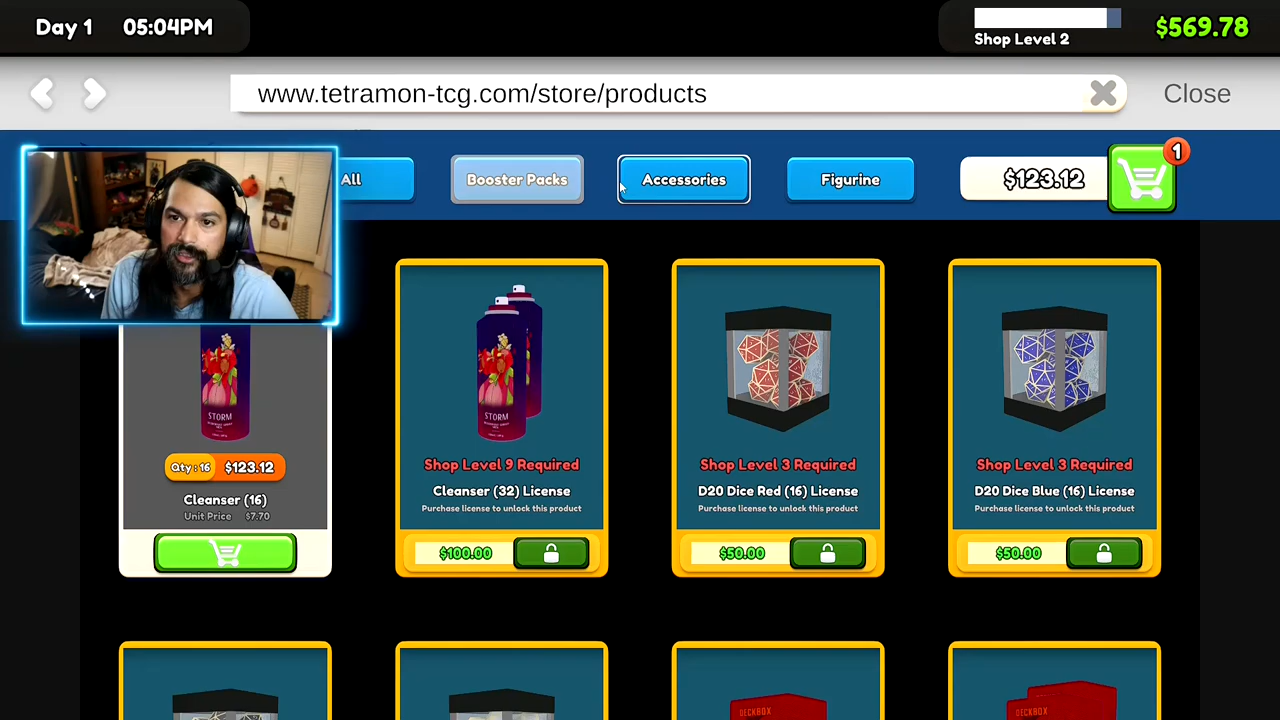 Day 1 05:04PM
Shop Level 2
$569.78
www.tetramon-tcg.com/store/products
Close
All
Booster Packs
Accessories
Figurine
$123.12
1
STORM
Qty : 16 $123.12
Cleanser (16)
Unit Price $7.70
STORM
Shop Level 9 Required
Cleanser (32) License
Purchase license to unlock this product
$100.00
Shop Level 3 Required
D20 Dice Red (16) License
Purchase license to unlock this product
$50.00
Shop Level 3 Required
D20 Dice Blue (16) License
Purchase license to unlock this product
$50.00
DECKBOX
DECKBOX